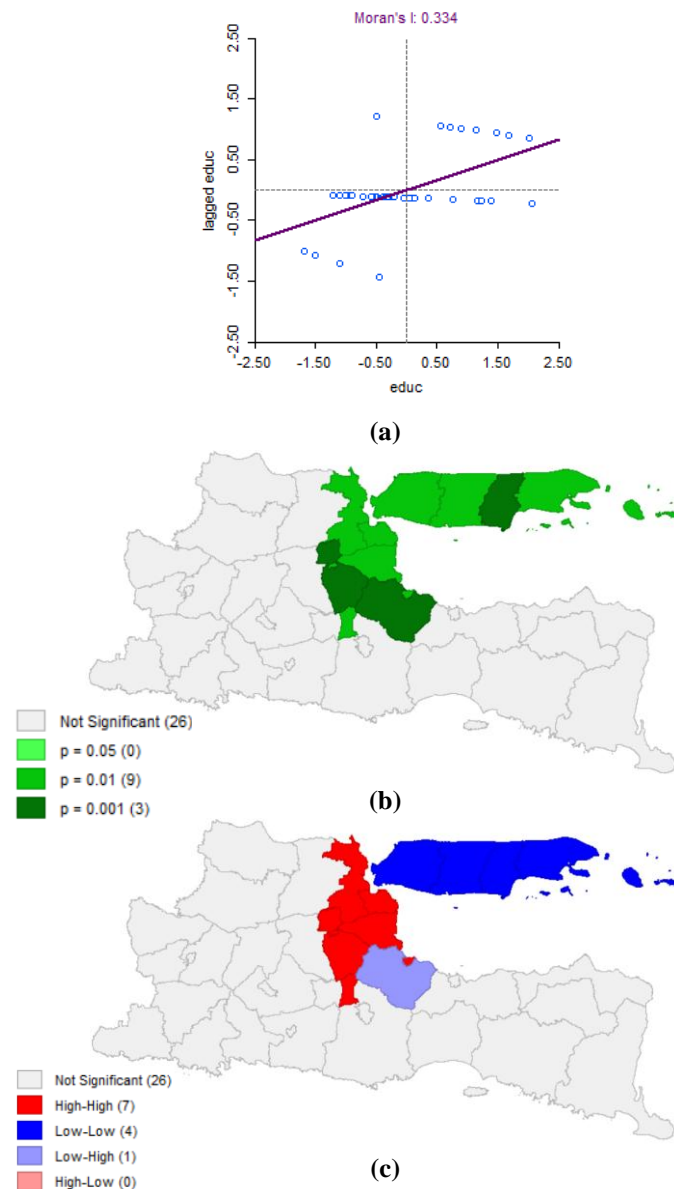 Moran's I: 0.334
2.50
1.50
0.50
-0.50
-1.50
-2.50
lagged educ
-2.50 -1.50 -0.50 0.50 1.50 2.50
educ
(a)
Not Significant (26)
p = 0.05 (0)
p = 0.01 (9)
p = 0.001 (3)
(b)
Not Significant (26)
High-High (7)
Low-Low (4)
Low-High (1)
High-Low (0)
(c)